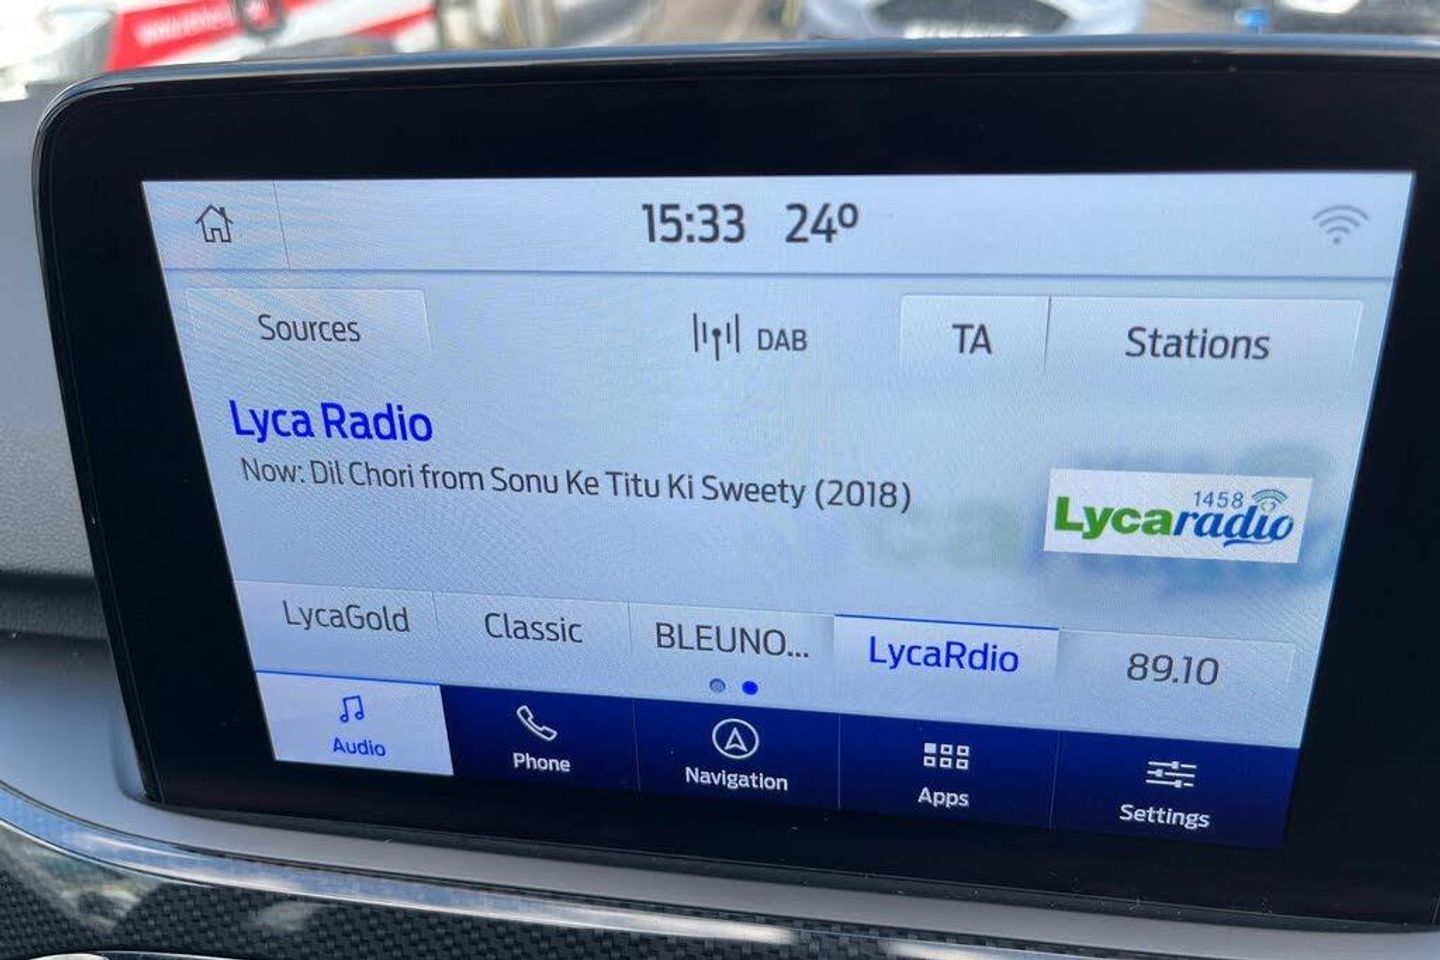 15:33 24º
Sources
DAB
TA
Stations
Lyca Radio
Now: Dil Chori from Sonu Ke Titu Ki Sweety (2018)
1458
Lycaradio
LycaGold
Classic
BLEUNO...
LycaRdio
89.10
Audio
Phone
Navigation
Apps
Settings